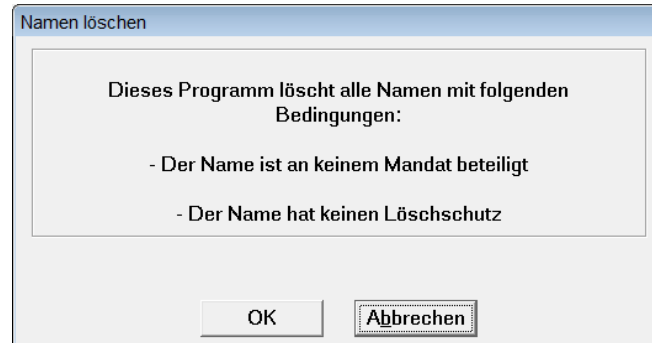 Namen löschen
Dieses Programm löscht alle Namen mit folgenden
Bedingungen:
- Der Name ist an keinem Mandat beteiligt
- Der Name hat keinen Löschschutz
OK
Abbrechen